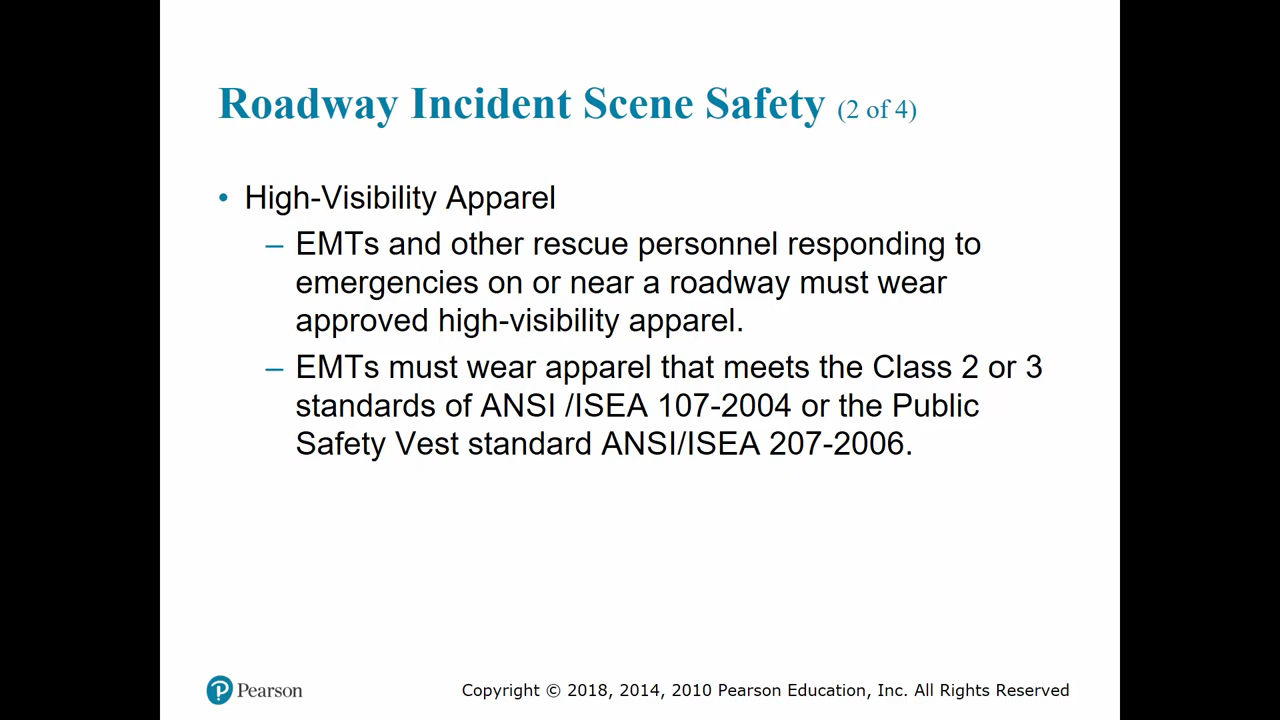 Roadway Incident Scene Safety (2 of 4)
• High-Visibility Apparel
– EMTs and other rescue personnel responding to
emergencies on or near a roadway must wear
approved high-visibility apparel.
– EMTs must wear apparel that meets the Class 2 or 3
standards of ANSI /ISEA 107-2004 or the Public
Safety Vest standard ANSI/ISEA 207-2006.
P Pearson
Copyright © 2018, 2014, 2010 Pearson Education, Inc. All Rights Reserved